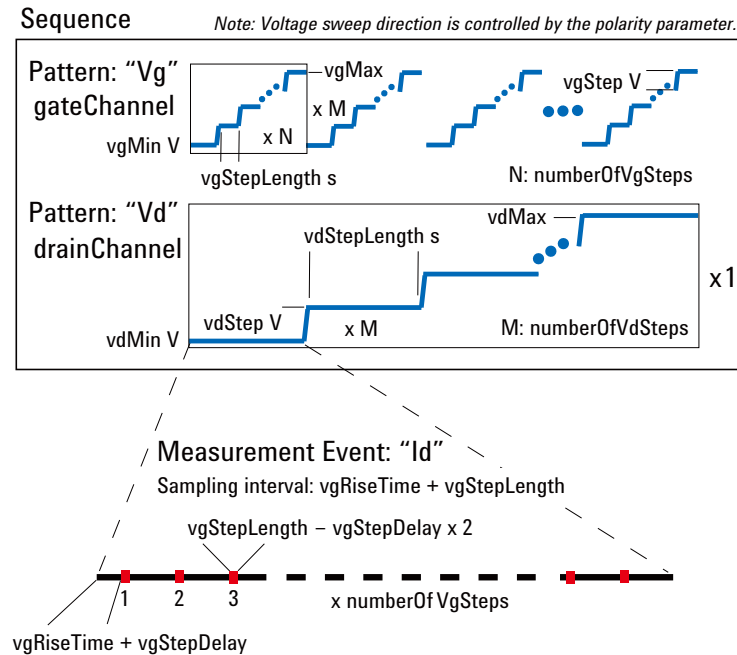 Sequence
Note: Voltage sweep direction is controlled by the polarity parameter.
Pattern: “Vg”
gateChannel
vgMax
vgStep V
x M
x N
vgMin V
vgStepLength s
N: numberOfVgSteps
Pattern: “Vd”
drainChannel
vdMax
vdStepLength s
x1
vdStep V
x M
M: numberOfVdSteps
vdMin V
Measurement Event: “Id”
Sampling interval: vgRiseTime + vgStepLength
vgStepLength – vgStepDelay x 2
1 2 3 x numberOf VgSteps
vgRiseTime + vgStepDelay